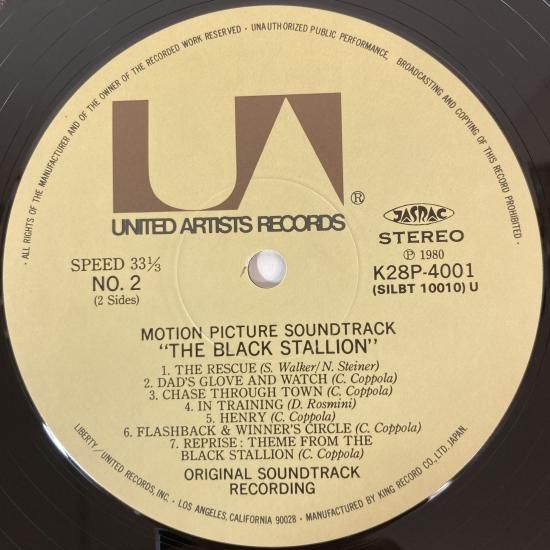 · ALL RIGHTS OF THE MANUFACTURER AND OF THE OWNER OF THE RECORDED WORK RESERVED · UNAUTHORIZED PUBLIC PERFORMANCE, BROADCASTING AND COPYING OF THIS RECORD PROHIBITED ·
UA
®
UNITED ARTISTS RECORDS
JASRAC
STEREO
SPEED 33⅓
℗ 1980
NO. 2
K28P-4001
(2 Sides)
(SILBT 10010) U
MOTION PICTURE SOUNDTRACK
"THE BLACK STALLION"
1. THE RESCUE (S. Walker/N. Steiner)
2. DAD'S GLOVE AND WATCH (C. Coppola)
3. CHASE THROUGH TOWN (C. Coppola)
4. IN TRAINING (D. Rosmini)
5. HENRY (C. Coppola)
6. FLASHBACK & WINNER'S CIRCLE (C. Coppola)
7. REPRISE: THEME FROM THE
BLACK STALLION (C. Coppola)
ORIGINAL SOUNDTRACK
RECORDING
LIBERTY/UNITED RECORDS, INC. · LOS ANGELES, CALIFORNIA 90028 · MANUFACTURED BY KING RECORD CO., LTD. JAPAN.